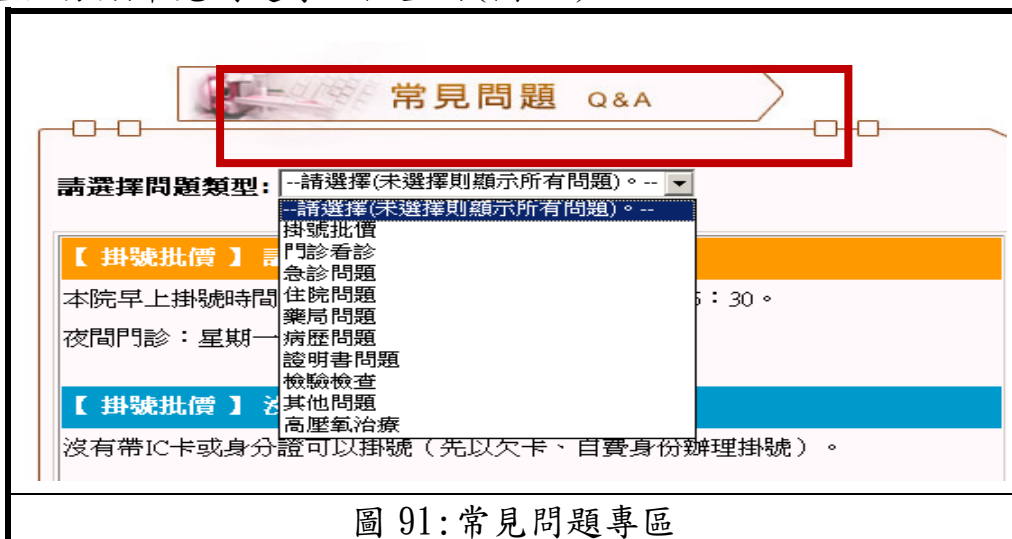 常見問題 Q&A
請選擇問題類型: --請選擇(未選擇則顯示所有問題)。--
--請選擇(未選擇則顯示所有問題)。--
掛號批價
門診看診
急診問題
住院問題
藥局問題
病歷問題
證明書問題
檢驗檢查
其他問題
高壓氧治療
【 掛號批價 】
本院早上掛號時間 ：30。
夜間門診：星期一
【 掛號批價 】
沒有帶IC卡或身分證可以掛號（先以欠卡、自費身份辦理掛號）。
圖 91:常見問題專區